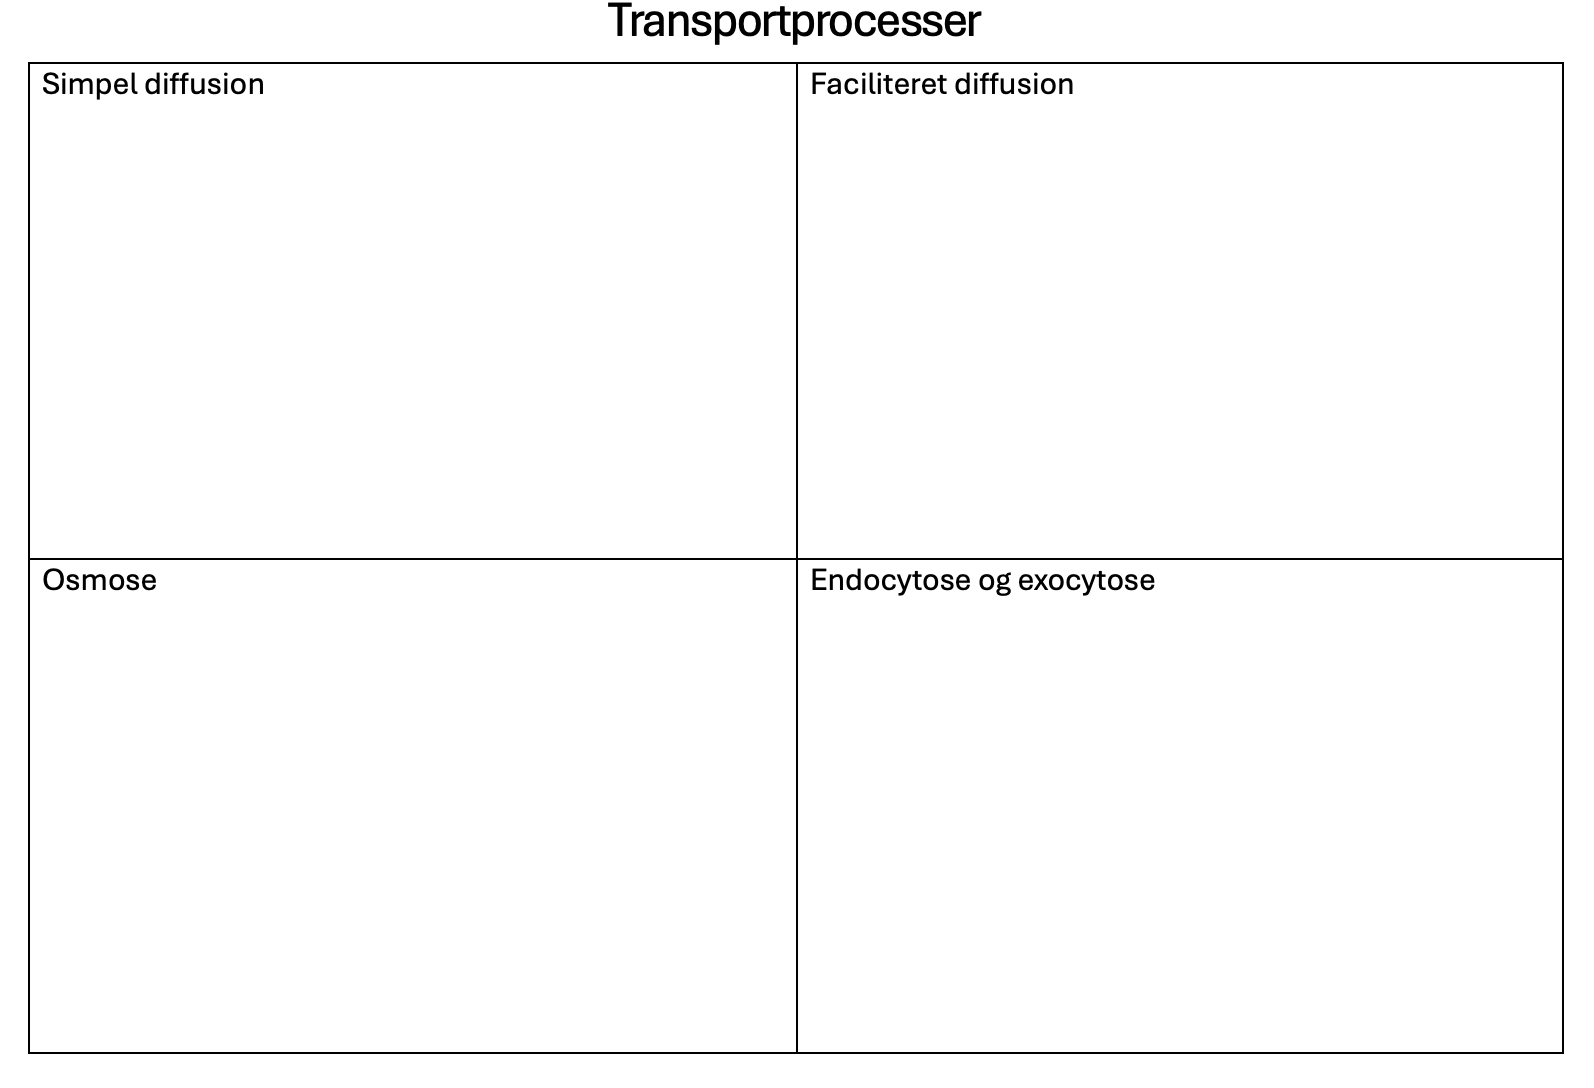 Transportprocesser
Simpel diffusion
Faciliteret diffusion
Osmose
Endocytose og exocytose